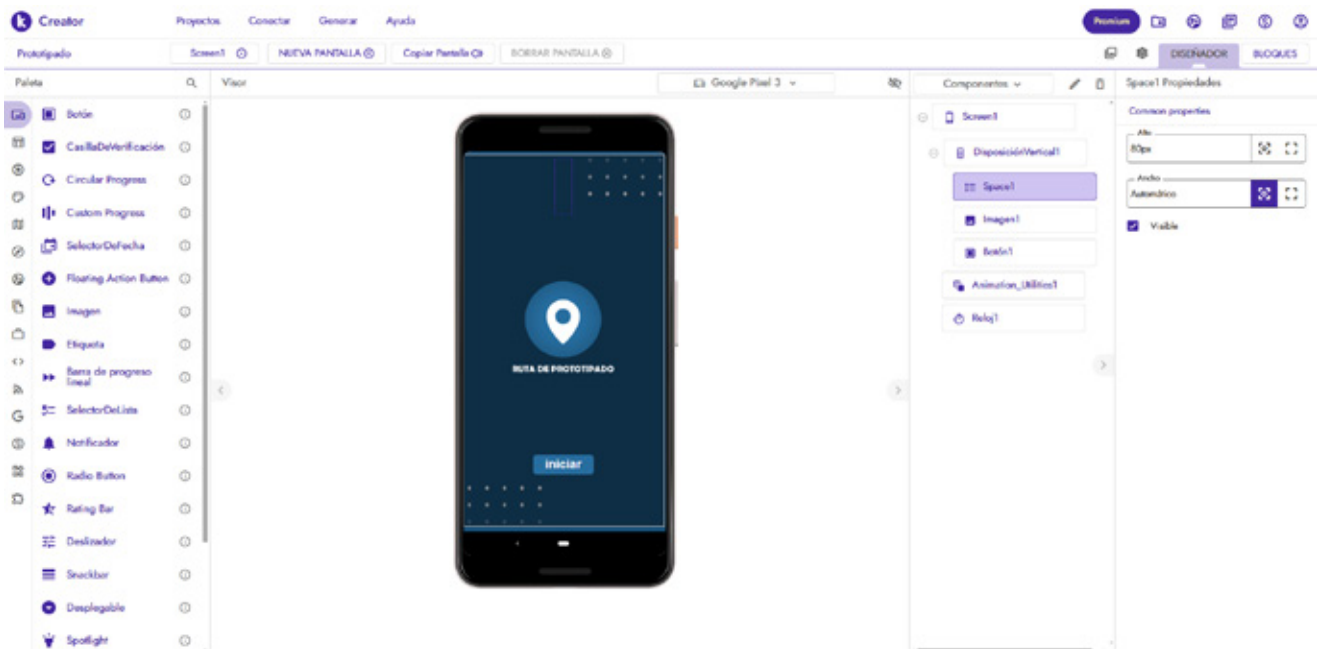 Creator
Proyectos Conectar Generar Ayuda
Premium
Prototipado
Screen1
NUEVA PANTALLA
Copiar Pantalla
BORRAR PANTALLA
DISEÑADOR
BLOQUES
Paleta
Visor
Google Pixel 3
Componentes
Space1 Propiedades
Botón
CasillaDeVerificación
Circular Progress
Custom Progress
SelectorDeFecha
Floating Action Button
Imagen
Etiqueta
Barra de progreso
lineal
SelectorDeLista
Notificador
Radio Button
Rating Bar
Deslizador
Snackbar
Desplegable
Spotlight
RUTA DE PROTOTIPADO
iniciar
Screen1
DisposiciónVertical1
Space1
Imagen1
Botón1
Animation_Utilities1
Reloj1
Common properties
Alto
80px
Ancho
Automático
Visible